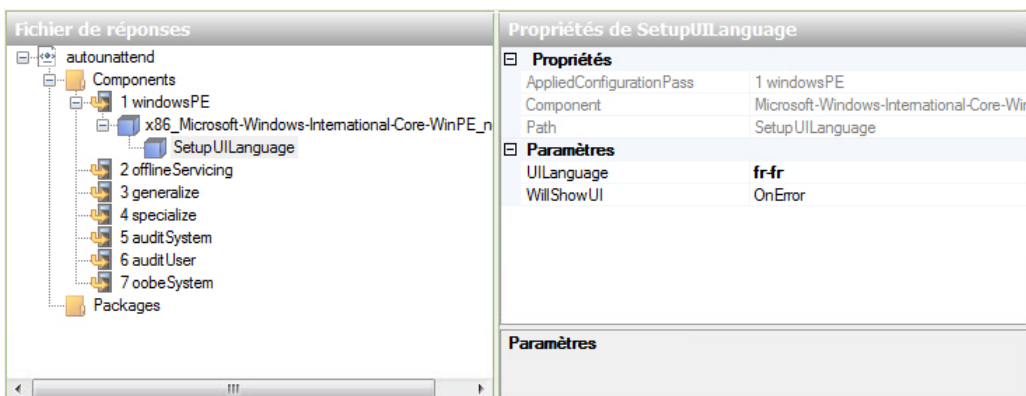 Fichier de réponses
autounattend
Components
1 windowsPE
x86_Microsoft-Windows-International-Core-WinPE_n
SetupUILanguage
2 offlineServicing
3 generalize
4 specialize
5 auditSystem
6 auditUser
7 oobeSystem
Packages
Propriétés de SetupUILanguage
Propriétés
AppliedConfigurationPass 1 windowsPE
Component Microsoft-Windows-International-Core-Win
Path SetupUILanguage
Paramètres
UILanguage fr-fr
WillShowUI OnError
Paramètres